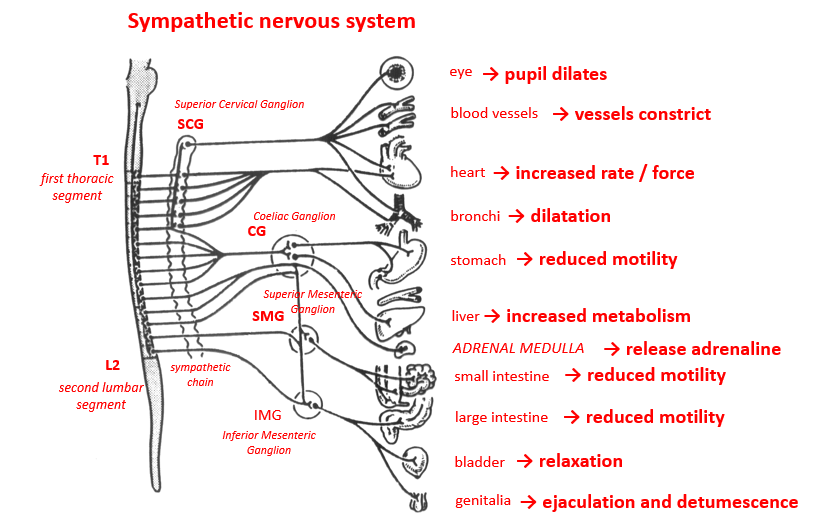 Sympathetic nervous system
eye → pupil dilates
Superior Cervical Ganglion
blood vessels → vessels constrict
SCG
T1
first thoracic
segment
heart → increased rate / force
Coeliac Ganglion
bronchi → dilatation
CG
stomach → reduced motility
Superior Mesenteric
Ganglion
SMG
liver → increased metabolism
ADRENAL MEDULLA → release adrenaline
L2
second lumbar
segment
sympathetic
chain
small intestine → reduced motility
IMG
Inferior Mesenteric
Ganglion
large intestine → reduced motility
bladder → relaxation
genitalia → ejaculation and detumescence